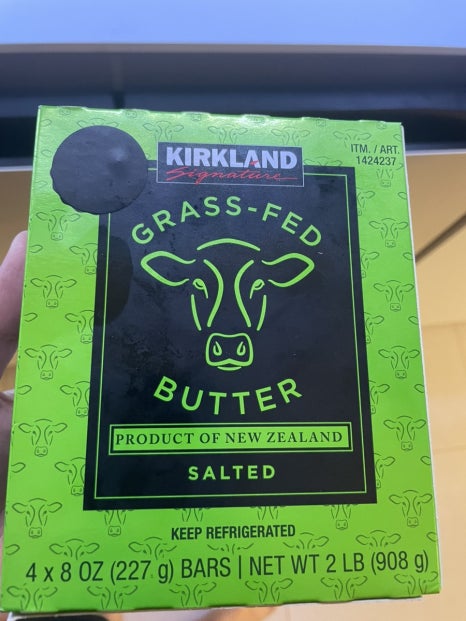 KIRKLAND
Signature
ITM. / ART.
1424237
GRASS-FED
BUTTER
PRODUCT OF NEW ZEALAND
SALTED
KEEP REFRIGERATED
4 x 8 OZ (227 g) BARS | NET WT 2 LB (908 g)